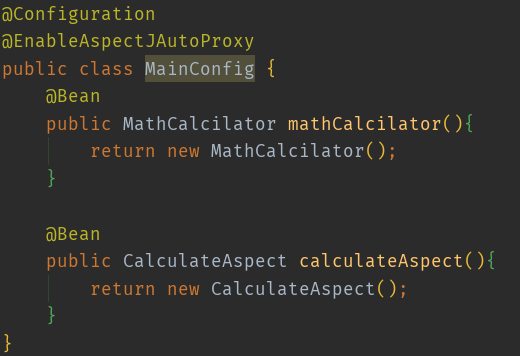 @Configuration
@EnableAspectJAutoProxy
public class MainConfig {
    @Bean
    public MathCalcilator mathCalcilator(){
        return new MathCalcilator();
    }

    @Bean
    public CalculateAspect calculateAspect(){
        return new CalculateAspect();
    }
}